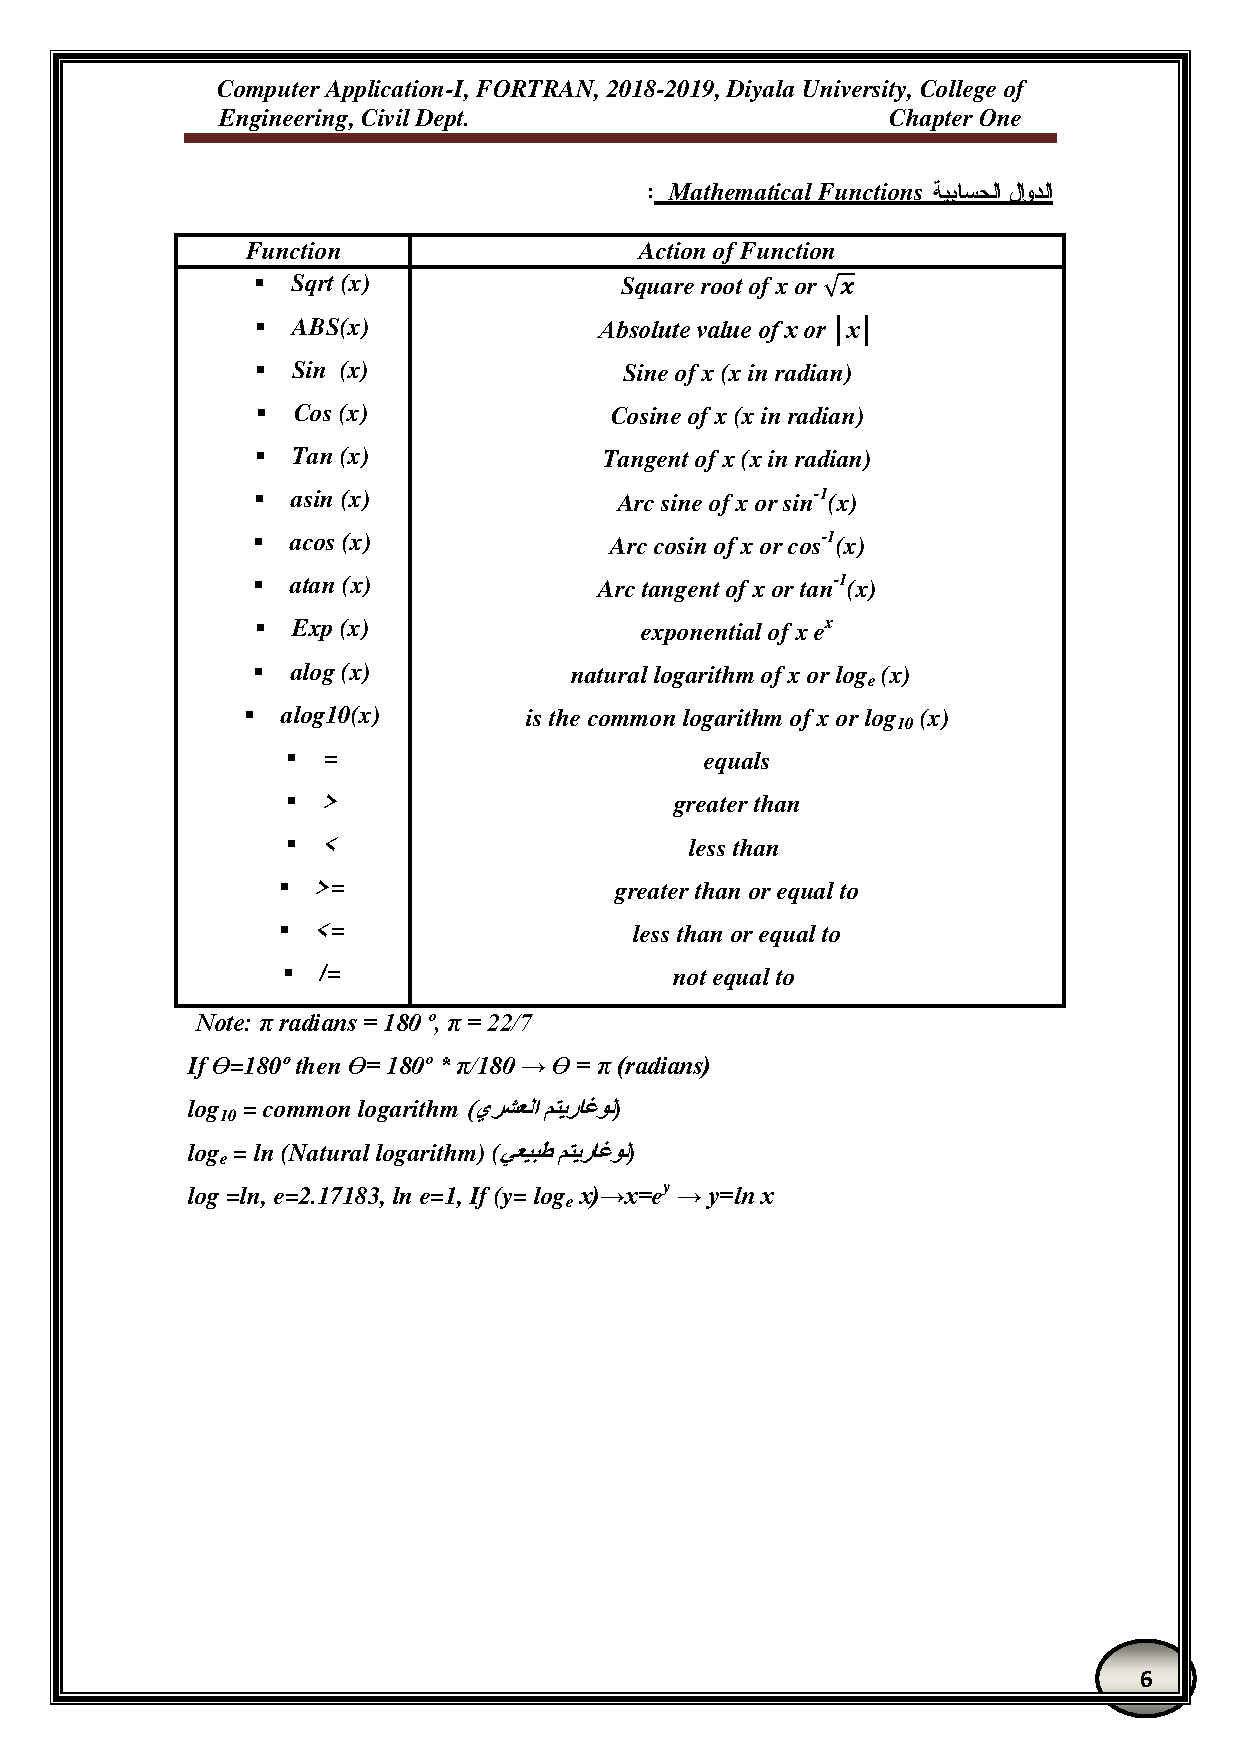 Computer Application-I, FORTRAN, 2018-2019, Diyala University, College of
Engineering, Civil Dept. Chapter One
الدوال الحسابية Mathematical Functions :
Function Action of Function
▪ Sqrt (x) Square root of x or √x
▪ ABS(x) Absolute value of x or │x│
▪ Sin (x) Sine of x (x in radian)
▪ Cos (x) Cosine of x (x in radian)
▪ Tan (x) Tangent of x (x in radian)
▪ asin (x) Arc sine of x or sin⁻¹(x)
▪ acos (x) Arc cosin of x or cos⁻¹(x)
▪ atan (x) Arc tangent of x or tan⁻¹(x)
▪ Exp (x) exponential of x eˣ
▪ alog (x) natural logarithm of x or logₑ (x)
▪ alog10(x) is the common logarithm of x or log₁₀ (x)
▪ = equals
▪ > greater than
▪ < less than
▪ >= greater than or equal to
▪ <= less than or equal to
▪ /= not equal to
Note: π radians = 180 º, π = 22/7
If Ө=180º then Ө= 180º * π/180 → Ө = π (radians)
log₁₀ = common logarithm (لوغاريتم العشري)
logₑ = ln (Natural logarithm) (لوغاريتم طبيعي)
log =ln, e=2.17183, ln e=1, If (y= logₑ x)→x=eʸ → y=ln x
6